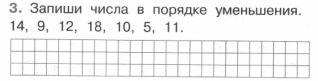 3. Запиши числа в порядке уменьшения.
14, 9, 12, 18, 10, 5, 11.